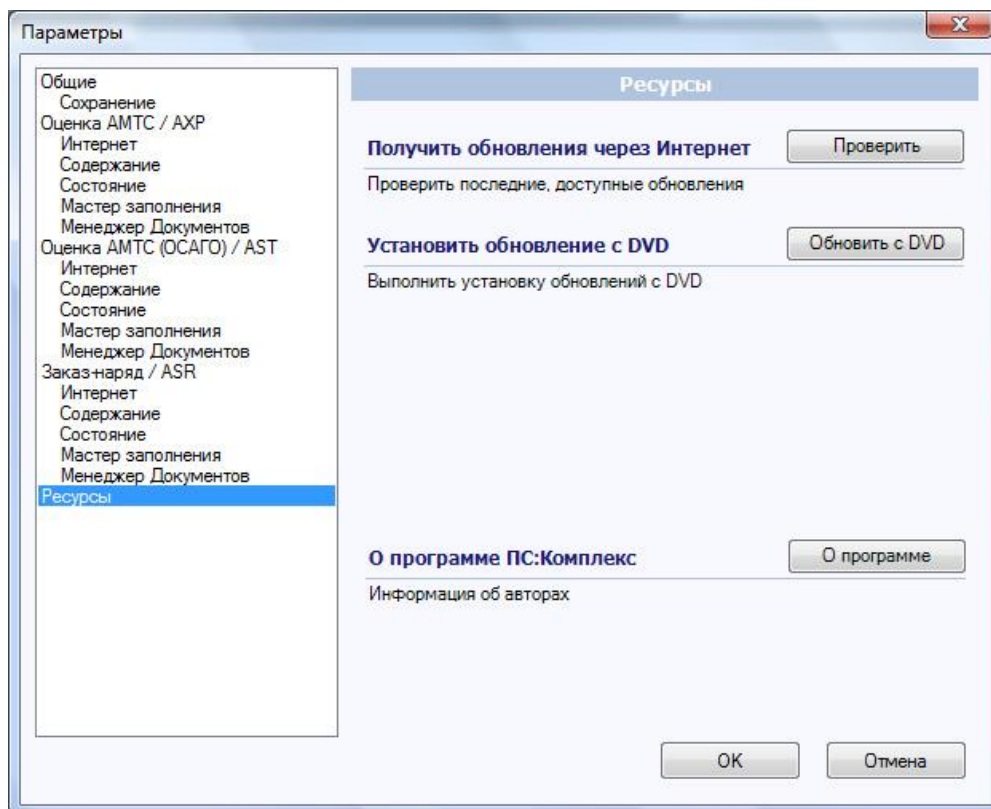 Параметры
Общие
Сохранение
Оценка АМТС / AXP
Интернет
Содержание
Состояние
Мастер заполнения
Менеджер Документов
Оценка АМТС (ОСАГО) / AST
Интернет
Содержание
Состояние
Мастер заполнения
Менеджер Документов
Заказ-наряд / ASR
Интернет
Содержание
Состояние
Мастер заполнения
Менеджер Документов
Ресурсы
Ресурсы
Получить обновления через Интернет
Проверить
Проверить последние, доступные обновления
Установить обновление с DVD
Обновить с DVD
Выполнить установку обновлений с DVD
О программе ПС:Комплекс
О программе
Информация об авторах
OK
Отмена